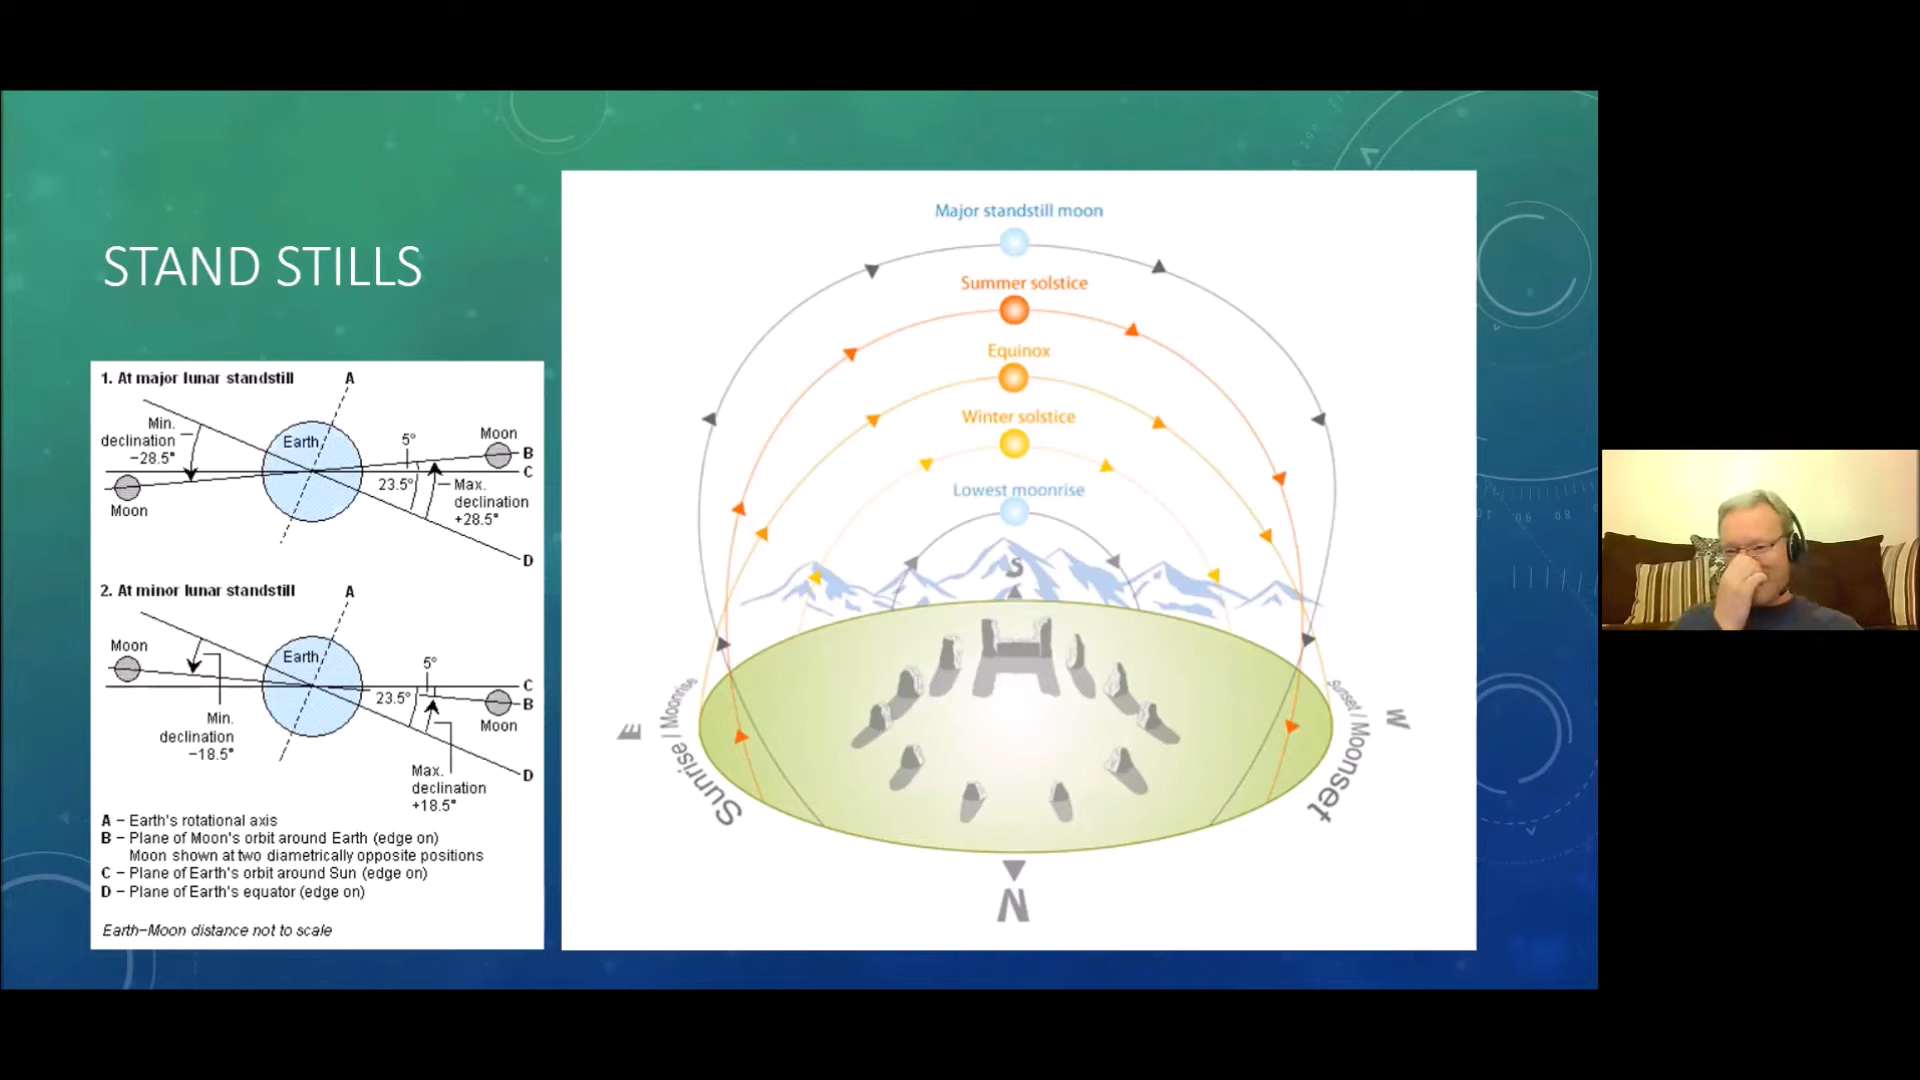 STAND STILLS
1. At major lunar standstill
A
Min.
declination
−28.5°
Earth
5°
Moon
B
C
23.5°
Max.
declination
+28.5°
Moon
D
2. At minor lunar standstill
A
Moon
Earth
5°
C
B
23.5°
Moon
Min.
declination
−18.5°
Max.
declination
+18.5°
D
A – Earth's rotational axis
B – Plane of Moon's orbit around Earth (edge on)
Moon shown at two diametrically opposite positions
C – Plane of Earth's orbit around Sun (edge on)
D – Plane of Earth's equator (edge on)
Earth–Moon distance not to scale
Major standstill moon
Summer solstice
Equinox
Winter solstice
Lowest moonrise
S
E
Sunrise / Moonrise
sunset / Moonset
W
N